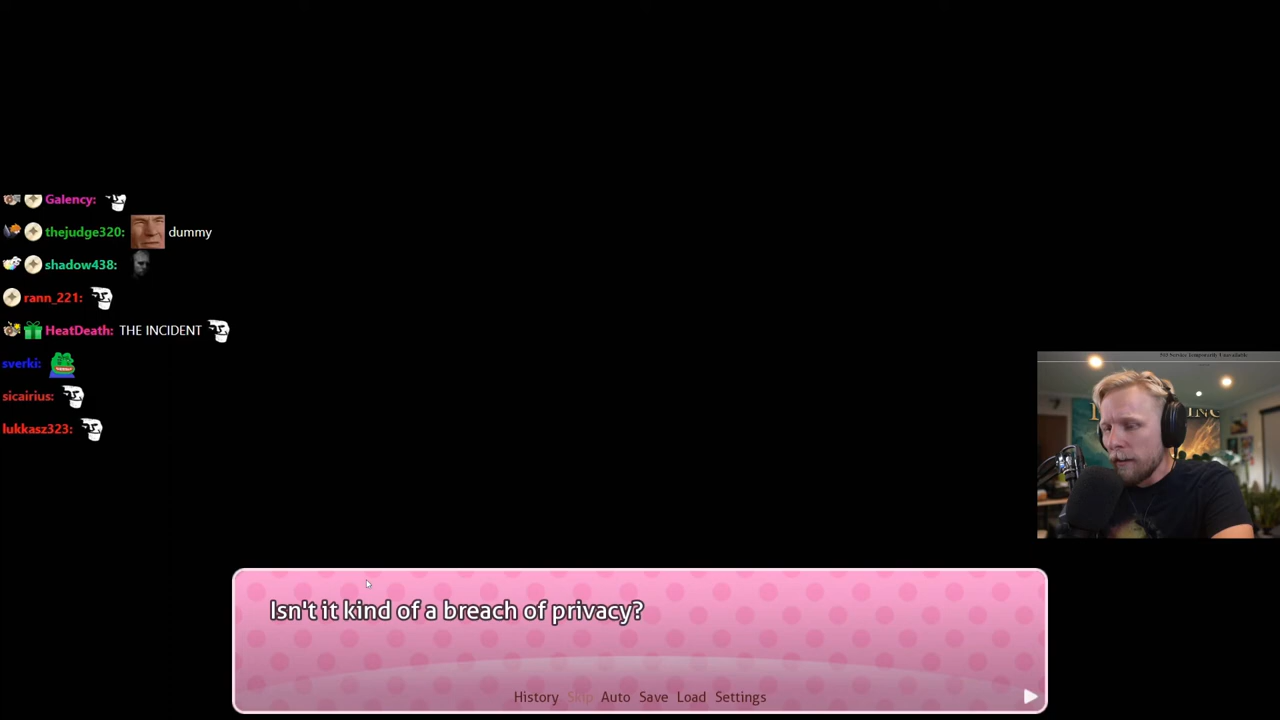 Galency:
thejudge320: dummy
shadow438:
rann_221:
HeatDeath: THE INCIDENT
sverki:
sicairius:
lukkasz323:
Isn't it kind of a breach of privacy?
History Skip Auto Save Load Settings